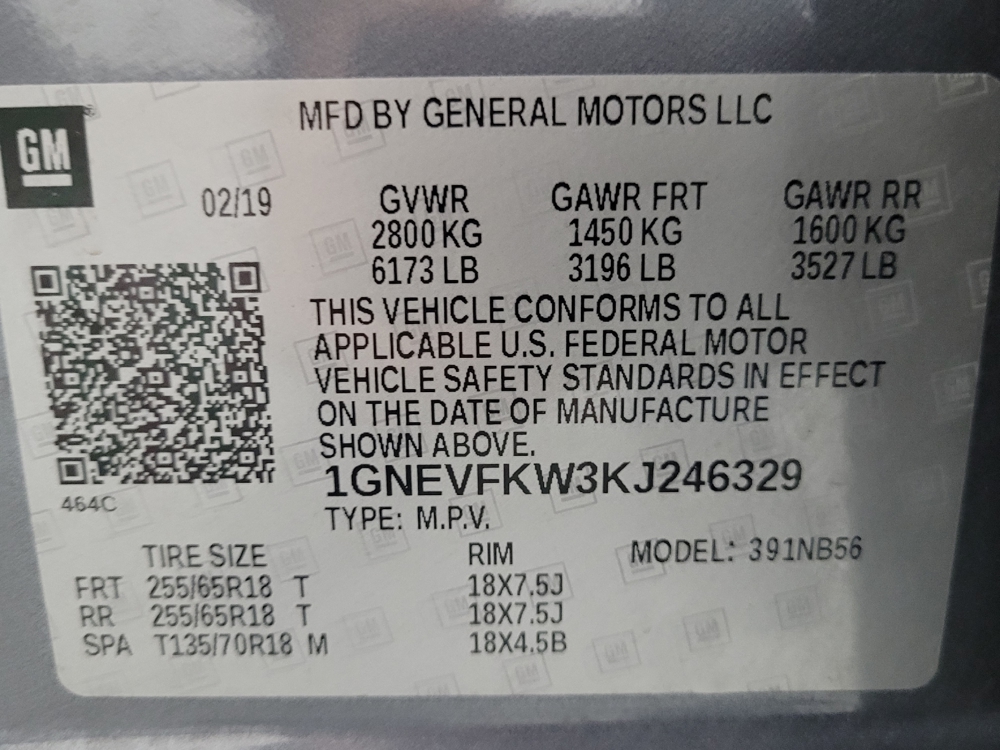 GM
MFD BY GENERAL MOTORS LLC
02/19
GVWR GAWR FRT GAWR RR
2800 KG 1450 KG 1600 KG
6173 LB 3196 LB 3527 LB
THIS VEHICLE CONFORMS TO ALL
APPLICABLE U.S. FEDERAL MOTOR
VEHICLE SAFETY STANDARDS IN EFFECT
ON THE DATE OF MANUFACTURE
SHOWN ABOVE.
464C
1GNEVFKW3KJ246329
TYPE: M.P.V.
TIRE SIZE RIM MODEL: 391NB56
FRT 255/65R18 T 18X7.5J
RR 255/65R18 T 18X7.5J
SPA T135/70R18 M 18X4.5B